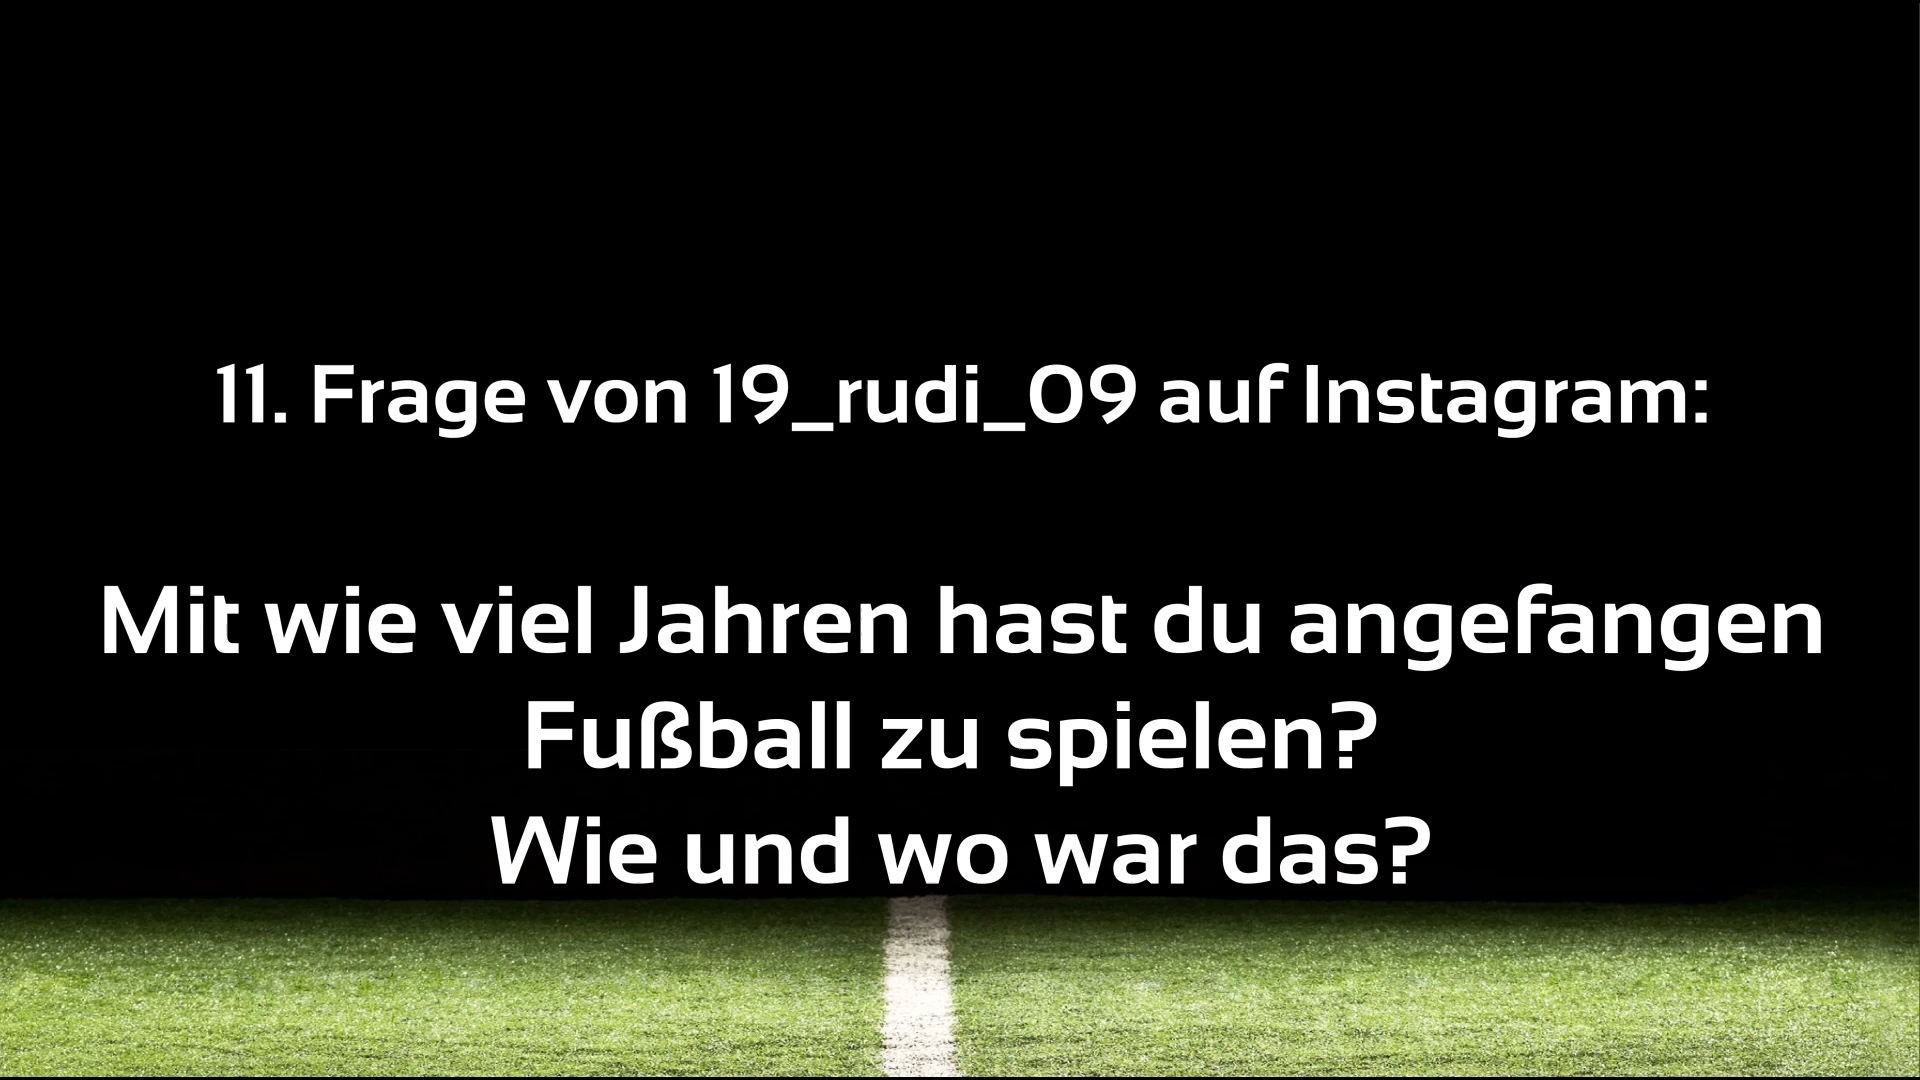 11. Frage von 19_rudi_09 auf Instagram:
Mit wie viel Jahren hast du angefangen
Fußball zu spielen?
Wie und wo war das?